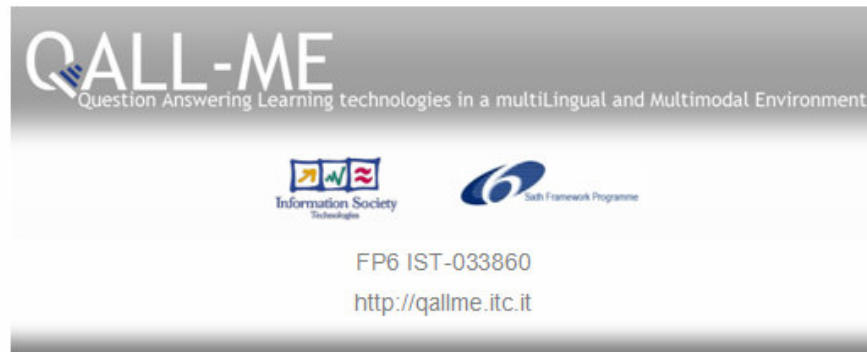 QALL-ME
Question Answering Learning technologies in a multiLingual and Multimodal Environment
Information Society
Technologies
Sixth Framework Programme
FP6 IST-033860
http://qallme.itc.it